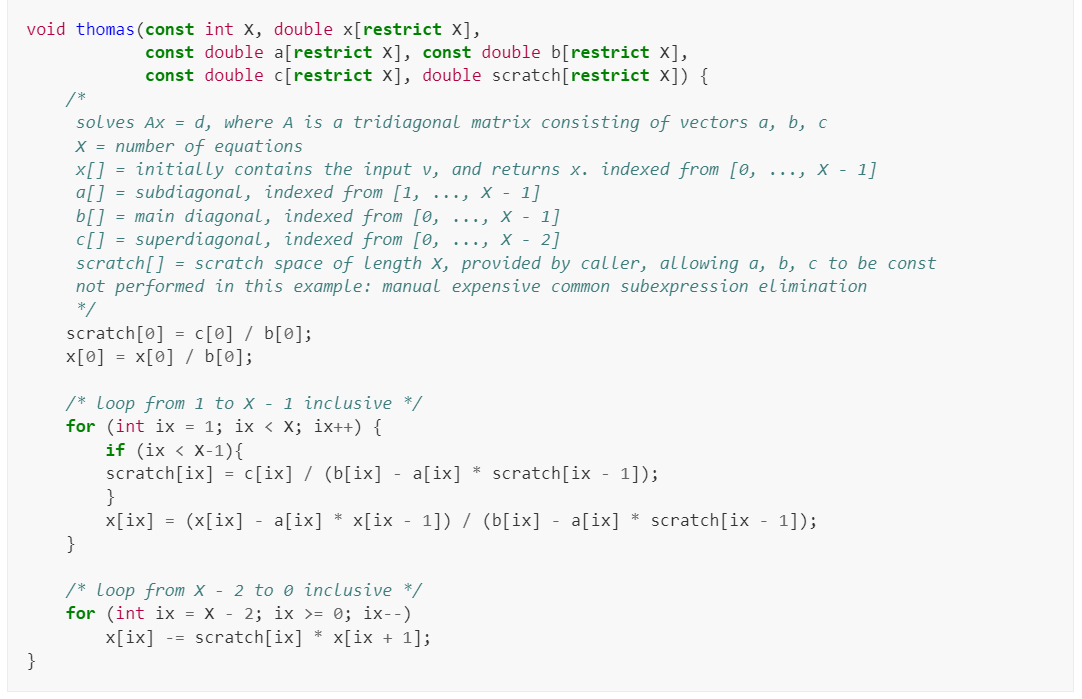 void thomas(const int X, double x[restrict X],
            const double a[restrict X], const double b[restrict X],
            const double c[restrict X], double scratch[restrict X]) {
    /*
     solves Ax = d, where A is a tridiagonal matrix consisting of vectors a, b, c
     X = number of equations
     x[] = initially contains the input v, and returns x. indexed from [0, ..., X - 1]
     a[] = subdiagonal, indexed from [1, ..., X - 1]
     b[] = main diagonal, indexed from [0, ..., X - 1]
     c[] = superdiagonal, indexed from [0, ..., X - 2]
     scratch[] = scratch space of length X, provided by caller, allowing a, b, c to be const
     not performed in this example: manual expensive common subexpression elimination
     */
    scratch[0] = c[0] / b[0];
    x[0] = x[0] / b[0];

    /* loop from 1 to X - 1 inclusive */
    for (int ix = 1; ix < X; ix++) {
        if (ix < X-1){
        scratch[ix] = c[ix] / (b[ix] - a[ix] * scratch[ix - 1]);
        }
        x[ix] = (x[ix] - a[ix] * x[ix - 1]) / (b[ix] - a[ix] * scratch[ix - 1]);
    }

    /* loop from X - 2 to 0 inclusive */
    for (int ix = X - 2; ix >= 0; ix--)
        x[ix] -= scratch[ix] * x[ix + 1];
}